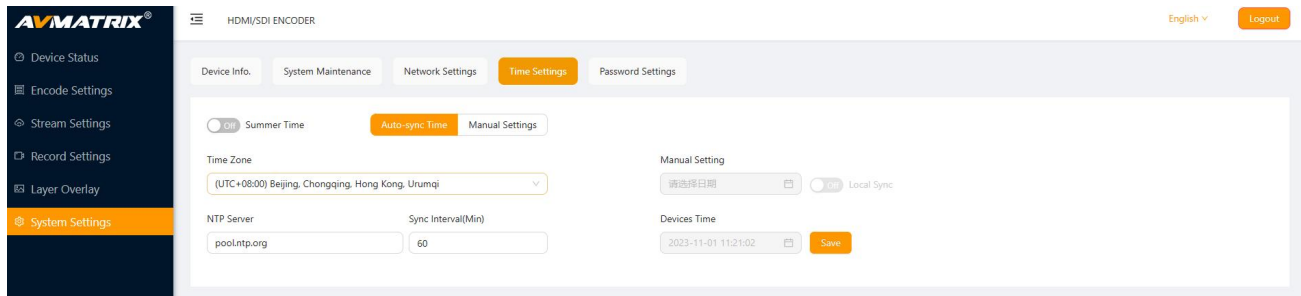 AVMATRIX®
HDMI/SDI ENCODER
English
Logout
Device Status
Encode Settings
Stream Settings
Record Settings
Layer Overlay
System Settings
Device Info.
System Maintenance
Network Settings
Time Settings
Password Settings
Off
Summer Time
Auto-sync Time
Manual Settings
Time Zone
(UTC+08:00) Beijing, Chongqing, Hong Kong, Urumqi
Manual Setting
请选择日期
Off
Local Sync
NTP Server
Sync Interval(Min)
pool.ntp.org
60
Devices Time
2023-11-01 11:21:02
Save